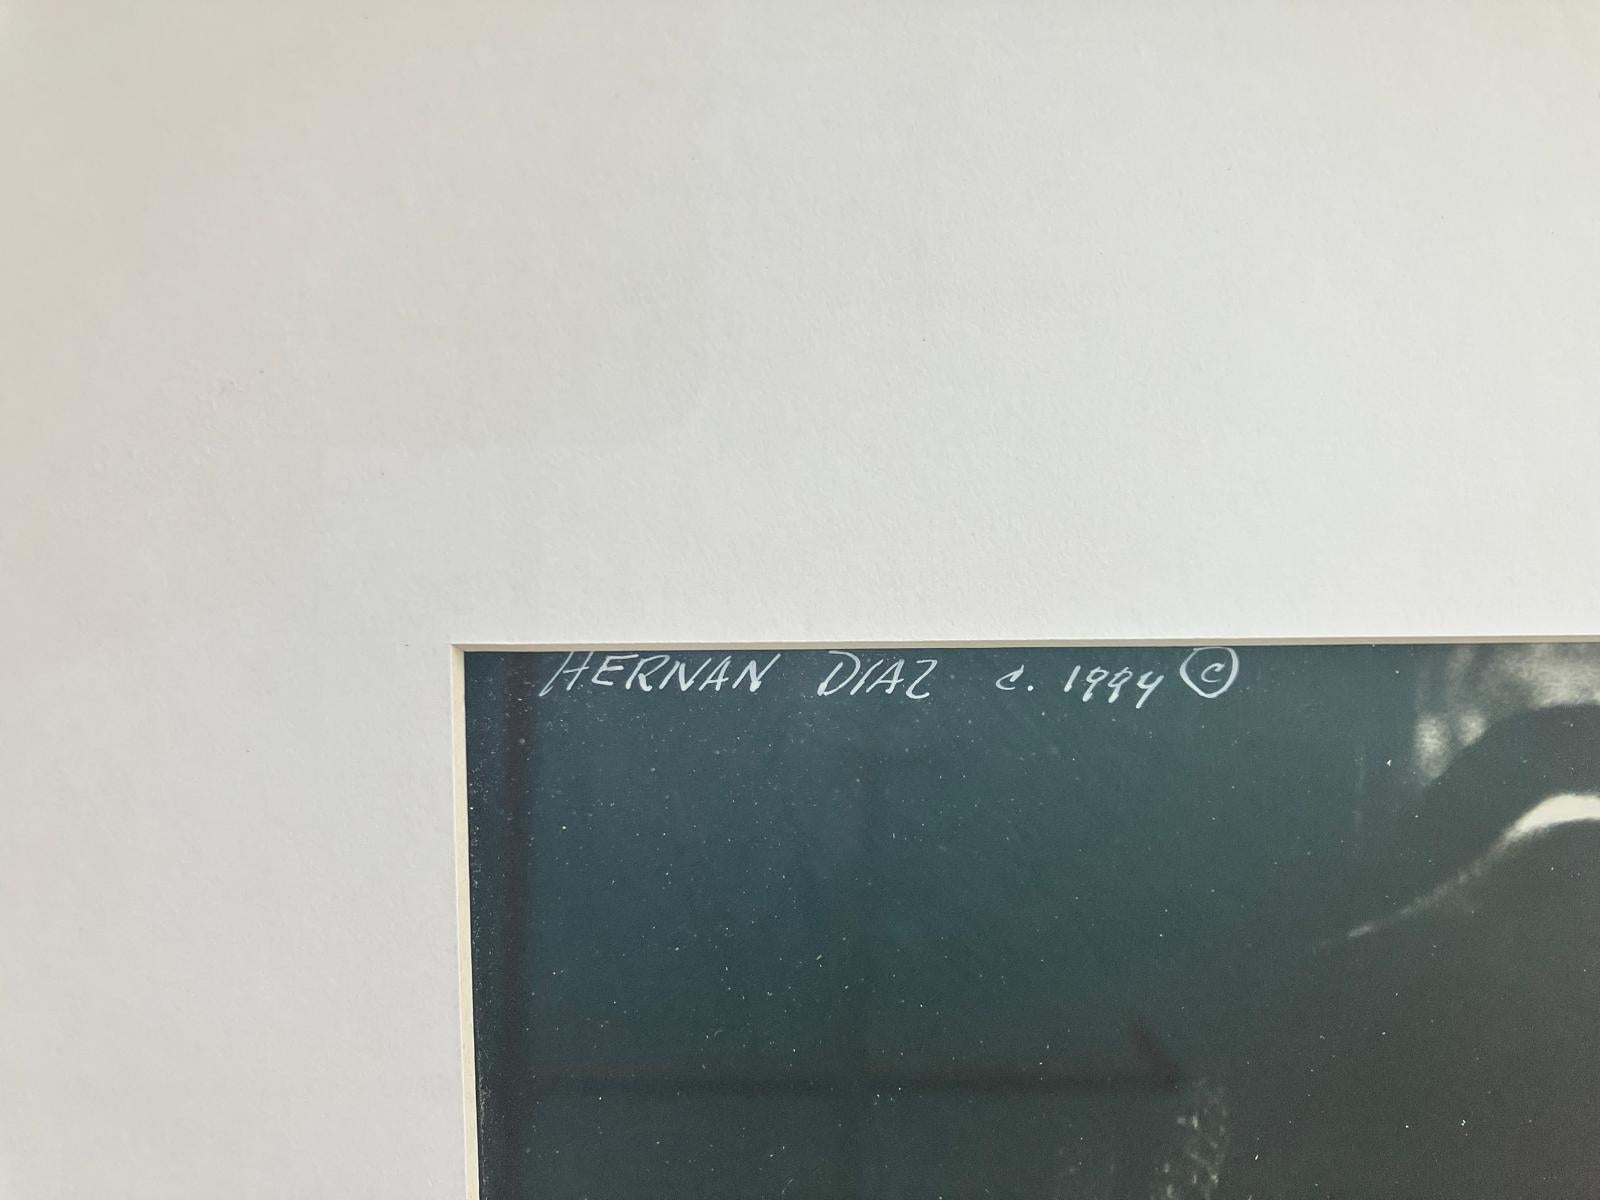 HERNAN DIAZ c. 1994 ©